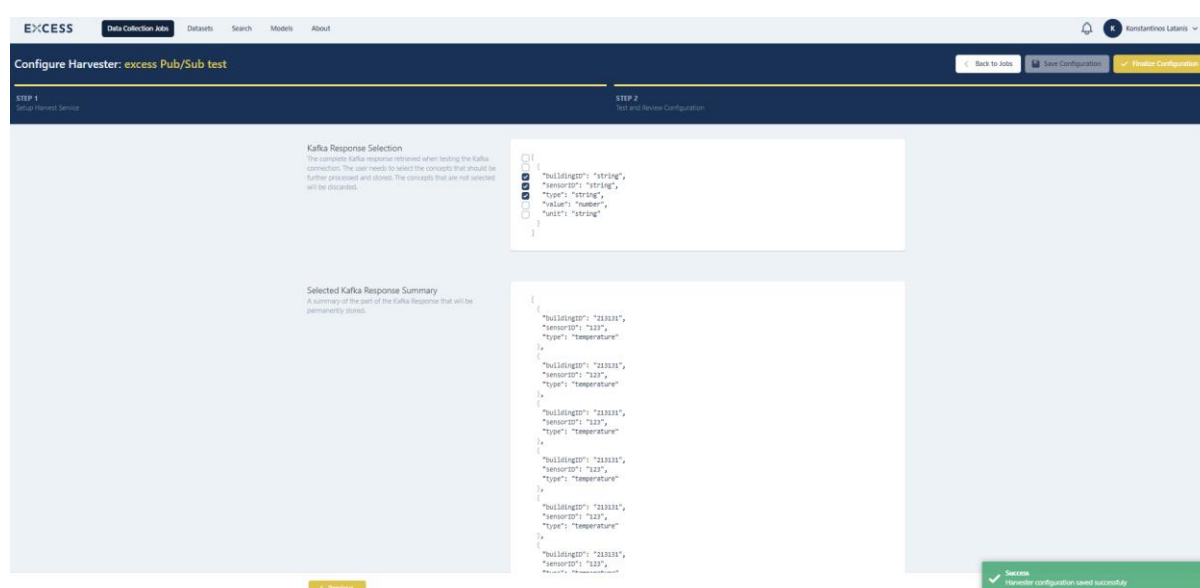 EXCESS Data Collection Jobs Datasets Search Models About K Konstantinos Latanis
Configure Harvester: excess Pub/Sub test Back to Jobs Save Configuration Finalize Configuration
STEP 1 STEP 2
Setup Harvest Service Test and Review Configuration
Kafka Response Selection
The complete Kafka response retrieved when testing the Kafka
connection. The user needs to select the concepts that should be
further processed and stored. The concepts that are not selected
will be discarded.
[
{
"buildingID": "string",
"sensorID": "string",
"type": "string",
"value": "number",
"unit": "string"
}
]
Selected Kafka Response Summary
A summary of the part of the Kafka Response that will be
permanently stored.
[
{
"buildingID": "213131",
"sensorID": "123",
"type": "temperature"
},
{
"buildingID": "213131",
"sensorID": "123",
"type": "temperature"
},
{
"buildingID": "213131",
"sensorID": "123",
"type": "temperature"
},
{
"buildingID": "213131",
"sensorID": "123",
"type": "temperature"
},
{
"buildingID": "213131",
"sensorID": "123",
"type": "temperature"
},
{
"buildingID": "213131",
"sensorID": "123",
"type": "temperature"
Previous
Success
Harvester configuration saved successfuly